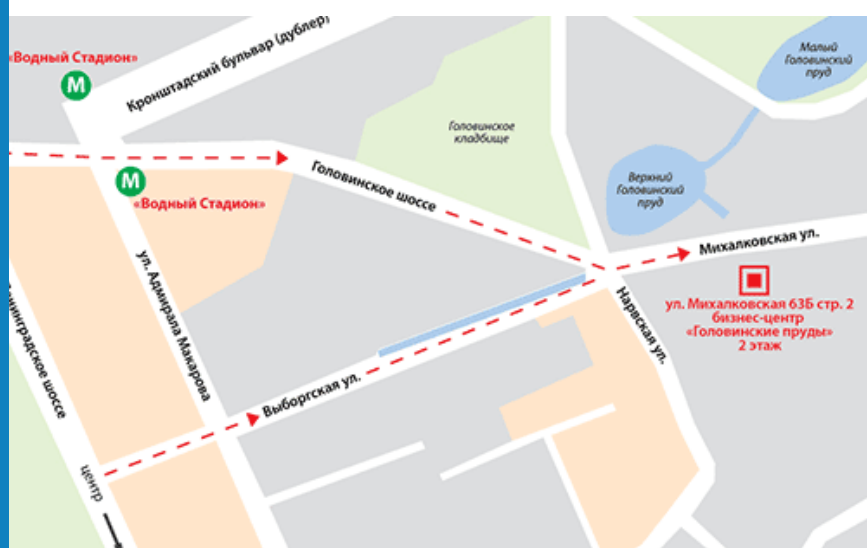 «Водный Стадион»
М
Кронштадский бульвар (дублер)
Малый
Головинский
пруд
Головинское
кладбище
Головинское шоссе
М
«Водный Стадион»
Верхний
Головинский
пруд
Михалковская ул.
ул. Михалковская 63Б стр. 2
бизнес-центр
«Головинские пруды»
2 этаж
Нарвская ул.
ул. Адмирала Макарова
Ленинградское шоссе
Выборгская ул.
центр